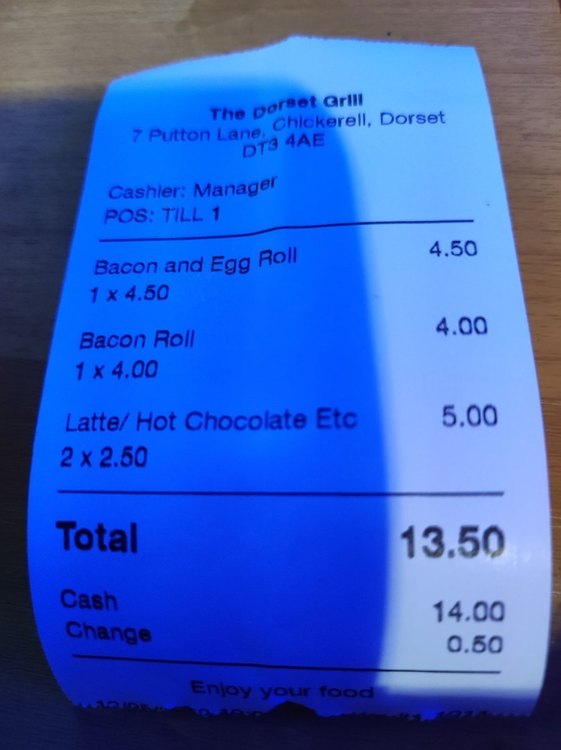 The Dorset Grill
7 Putton Lane, Chickerell, Dorset
DT3 4AE
Cashier: Manager
POS: TILL 1
Bacon and Egg Roll 4.50
1 x 4.50
Bacon Roll 4.00
1 x 4.00
Latte/ Hot Chocolate Etc 5.00
2 x 2.50
Total 13.50
Cash 14.00
Change 0.50
Enjoy your food